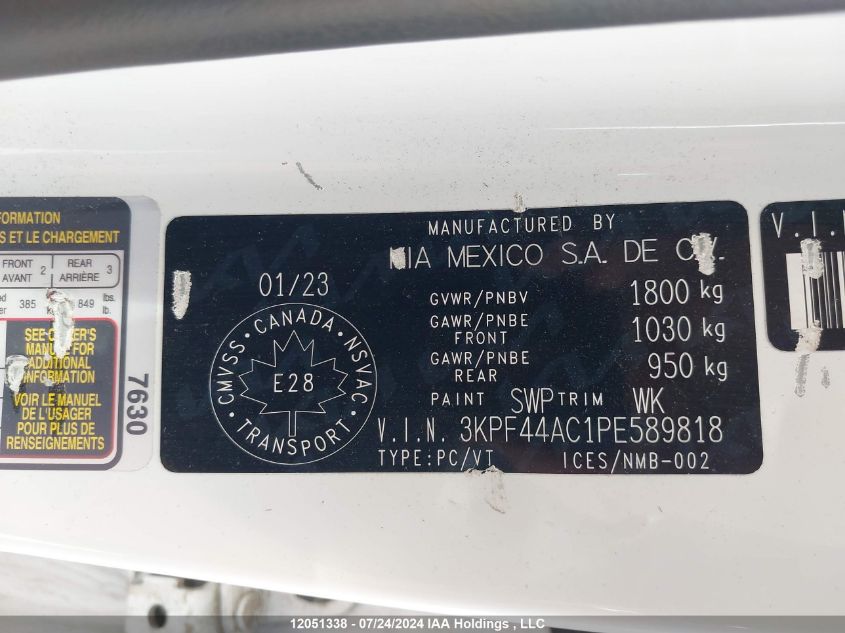 FORMATION
S ET LE CHARGEMENT
FRONT
AVANT 2
REAR
ARRIÈRE 3
385
849 lbs.
lb.
SEE OWNER'S
MANUAL FOR
ADDITIONAL
INFORMATION
VOIR LE MANUEL
DE L'USAGER
POUR PLUS DE
RENSEIGNEMENTS
7630
MANUFACTURED BY
KIA MEXICO S.A. DE C.V.
01/23
GVWR/PNBV 1800 kg
GAWR/PNBE
FRONT 1030 kg
GAWR/PNBE
REAR 950 kg
PAINT SWP TRIM WK
CMVSS · CANADA · NSVAC
E28
· TRANSPORT ·
V.I.N. 3KPF44AC1PE589818
TYPE:PC/VT ICES/NMB-002
V.I.N
12051338 - 07/24/2024 IAA Holdings , LLC